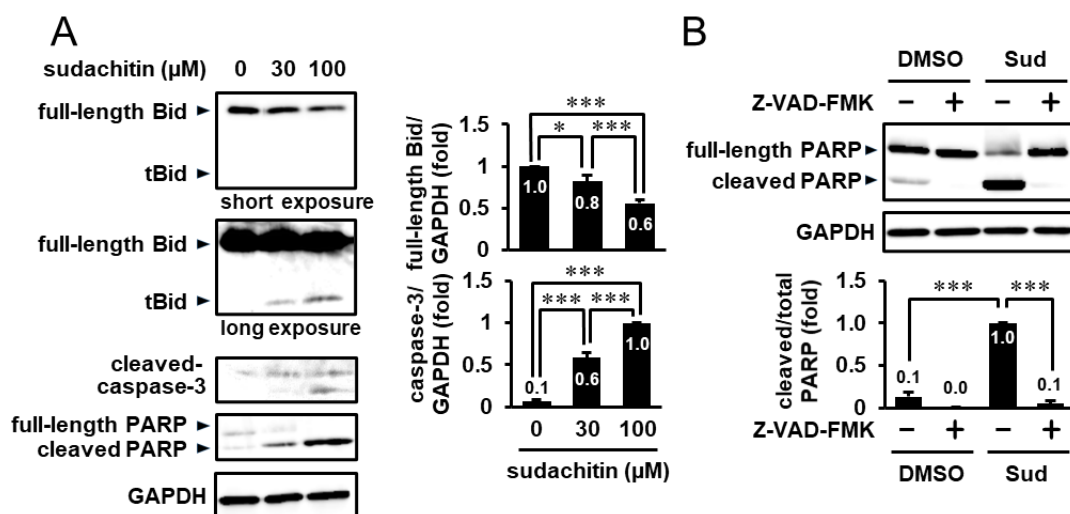 A
sudachitin (μM) 0 30 100
full-length Bid
tBid
short exposure
full-length Bid
tBid
long exposure
cleaved-
caspase-3
full-length PARP
cleaved PARP
GAPDH
full-length Bid/
GAPDH (fold)
1.5
1
0.5
0
***
* ***
1.0
0.8
0.6
caspase-3/
GAPDH (fold)
1.5
1
0.5
0
***
*** ***
0.1
0.6
1.0
0 30 100
sudachitin (μM)
B
DMSO Sud
Z-VAD-FMK − + − +
full-length PARP
cleaved PARP
GAPDH
cleaved/total
PARP (fold)
1.5
1.0
0.5
0
*** ***
0.1
0.0
1.0
0.1
Z-VAD-FMK − + − +
DMSO Sud